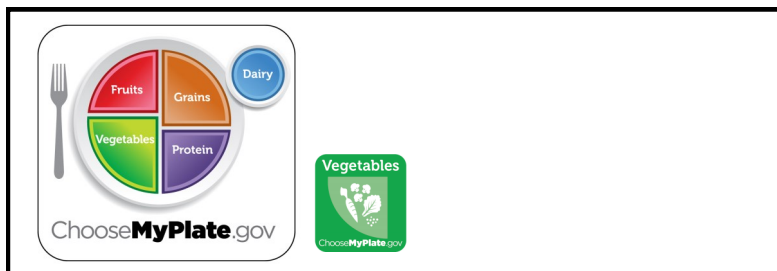 Dairy
Fruits
Grains
Vegetables
Protein
ChooseMyPlate.gov
Vegetables
ChooseMyPlate.gov